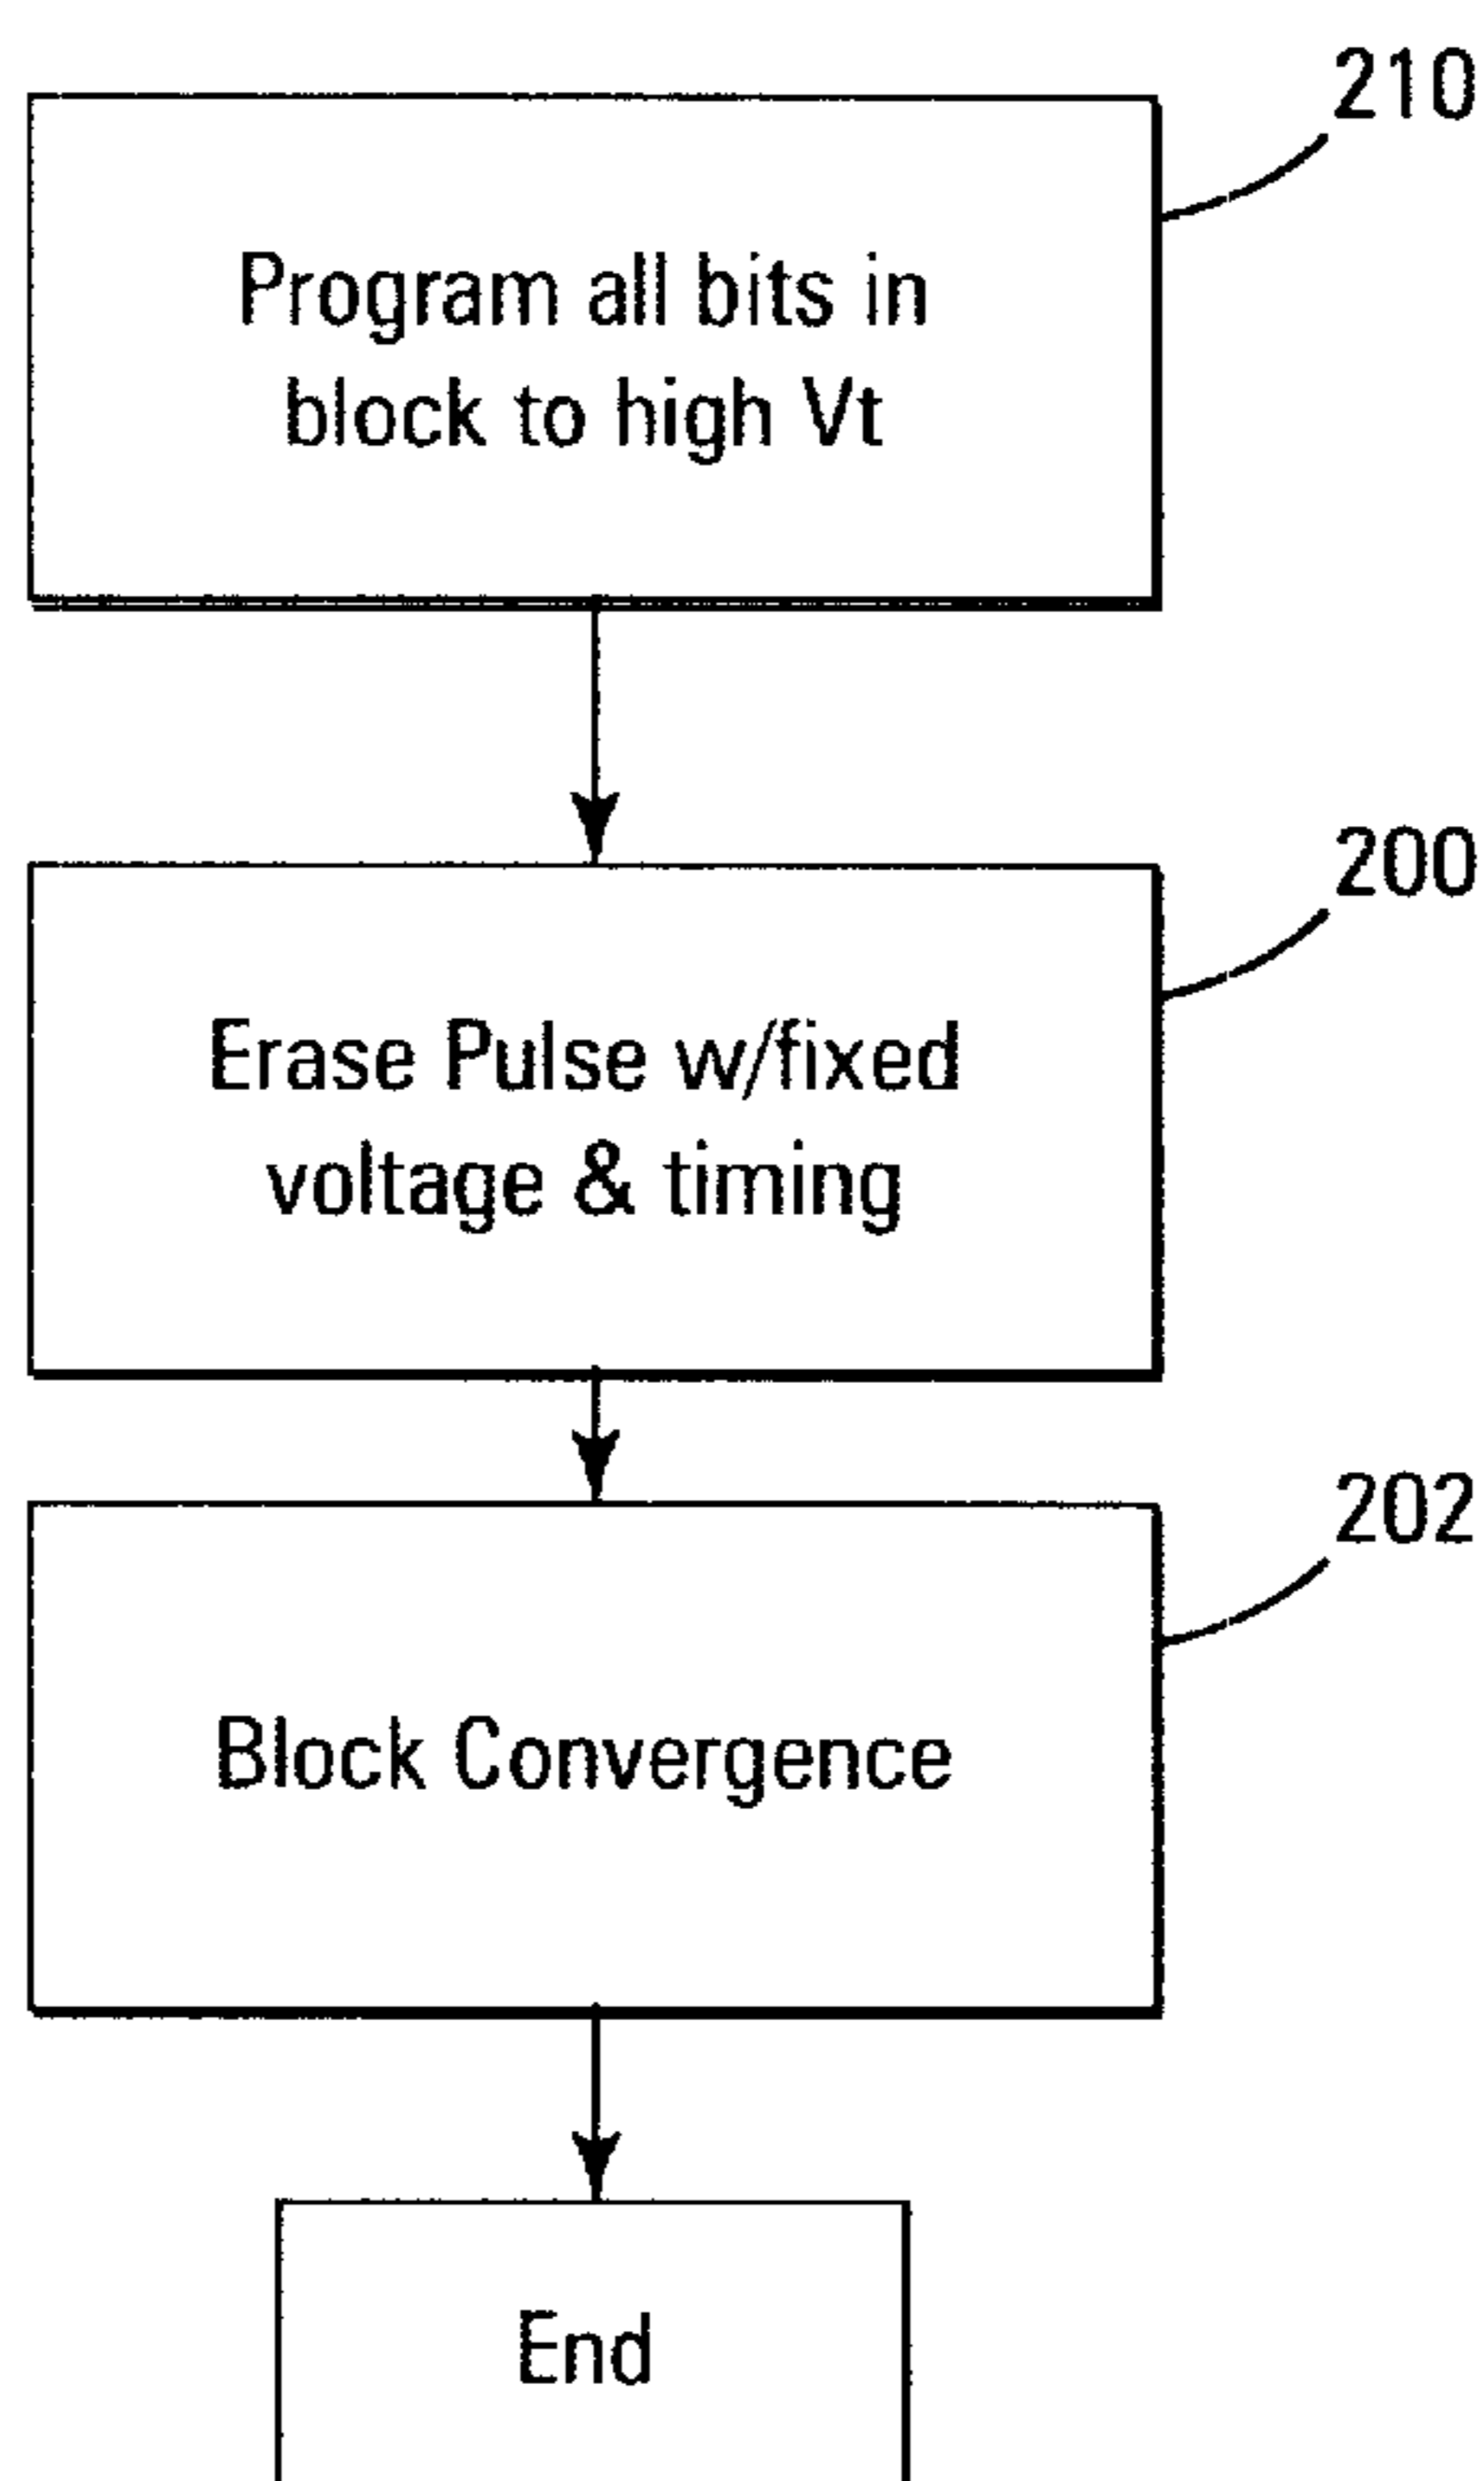 210
Program all bits in
block to high Vt
200
Erase Pulse w/fixed
voltage & timing
202
Block Convergence
End